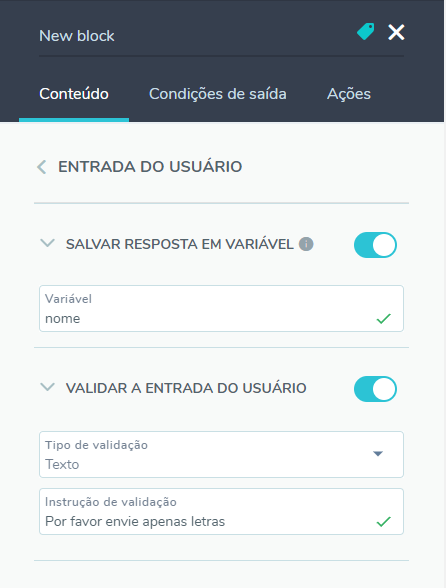 New block
Conteúdo Condições de saída Ações
ENTRADA DO USUÁRIO
SALVAR RESPOSTA EM VARIÁVEL
Variável
nome
VALIDAR A ENTRADA DO USUÁRIO
Tipo de validação
Texto
Instrução de validação
Por favor envie apenas letras